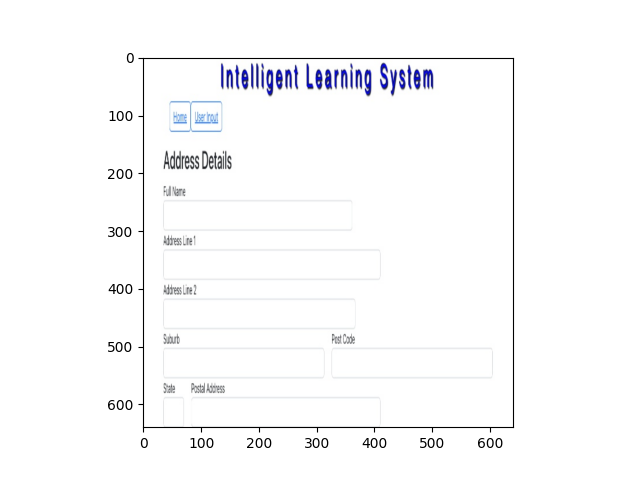 Intelligent Learning System
Home User Input
Address Details
Full Name
Address Line 1
Address Line 2
Suburb Post Code
State Postal Address
0
100
200
300
400
500
600
0 100 200 300 400 500 600